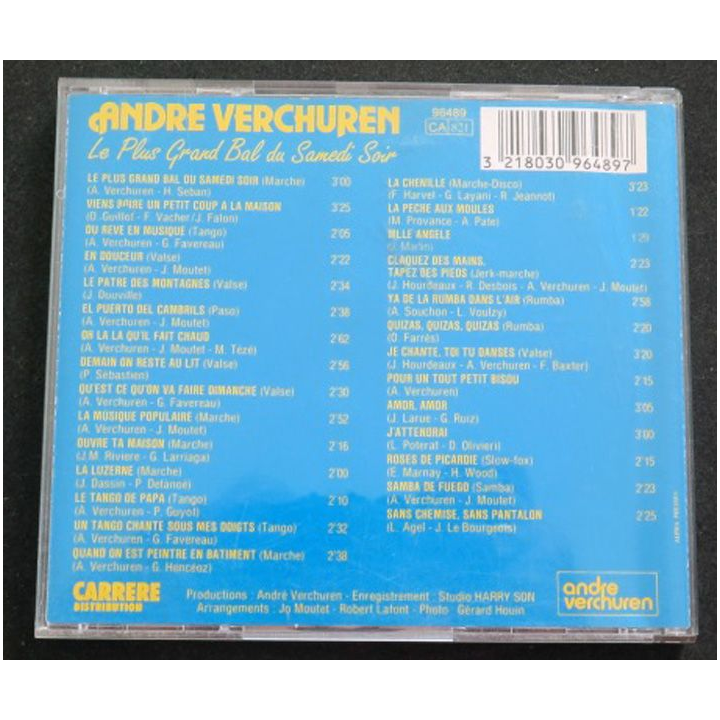 ANDRE VERCHUREN
Le Plus Grand Bal du Samedi Soir
96489
CA 831
3 218030 964897
LE PLUS GRAND BAL DU SAMEDI SOIR (Marche) 3'00
(A. Verchuren - H. Seban)
VIENS BOIRE UN PETIT COUP A LA MAISON 3'25
(D. Guillot - F. Vacher/J. Falon)
OU REVE EN MUSIQUE (Tango) 2'05
(A. Verchuren - G. Favereau)
EN DOUCEUR (Valse) 2'22
(A. Verchuren - J. Moutet)
LE PATRE DES MONTAGNES (Valse) 2'34
(J. Douville)
EL PUERTO DEL CAMBRILS (Paso) 2'38
(A. Verchuren - J. Moutet)
OH LA LA QU'IL FAIT CHAUD 2'62
(A. Verchuren - J. Moutet - M. Tézé)
DEMAIN ON RESTE AU LIT (Valse) 2'56
(P. Sébastien)
QU'EST CE QU'ON VA FAIRE DIMANCHE (Valse) 2'30
(A. Verchuren - G. Favereau)
LA MUSIQUE POPULAIRE (Marche) 2'52
(A. Verchuren - J. Moutet)
OUVRE TA MAISON (Marche) 2'16
(J.M. Riviere - G. Larriaga)
LA LUZERNE (Marche) 2'00
(J. Dassin - P. Delanoé)
LE TANGO DE PAPA (Tango) 2'10
(A. Verchuren - P. Guyot)
UN TANGO CHANTE SOUS MES DOIGTS (Tango) 2'32
(A. Verchuren - G. Favereau)
QUAND ON EST PEINTRE EN BATIMENT (Marche) 2'38
(A. Verchuren - G. Hencéoz)
LA CHENILLE (Marche-Disco) 3'23
(F. Harvel - G. Layani - R. Jeannot)
LA PECHE AUX MOULES 1'22
(M. Provance - A. Pate)
MLLE ANGELE 1'29
(J. Martin)
CLAQUEZ DES MAINS, 2'23
TAPEZ DES PIEDS (Jerk-marche)
(J. Hourdeaux - R. Desbois - A. Verchuren - J. Moutet)
YA DE LA RUMBA DANS L'AIR (Rumba) 2'58
(A. Souchon - L. Voulzy)
QUIZAS, QUIZAS, QUIZAS (Rumba) 2'20
(O. Farrès)
JE CHANTE, TOI TU DANSES (Valse) 3'20
(J. Hourdeaux - A. Verchuren - F. Baxter)
POUR UN TOUT PETIT BISOU 2'15
(A. Verchuren)
AMOR, AMOR 3'05
(J. Larue - G. Ruiz)
J'ATTENDRAI 3'00
(L. Poterat - D. Olivieri)
ROSES DE PICARDIE (Slow-fox) 2'15
(E. Marnay - H. Wood)
SAMBA DE FUEGO (Samba) 2'23
(A. Verchuren - J. Moutet)
SANS CHEMISE, SANS PANTALON 2'25
(L. Agel - J. Le Bourgeois)
CARRERE
DISTRIBUTION
Productions : André Verchuren - Enregistrement : Studio HARRY SON
Arrangements : Jo Moutet - Robert Lafont - Photo : Gérard Houin
andre
verchuren